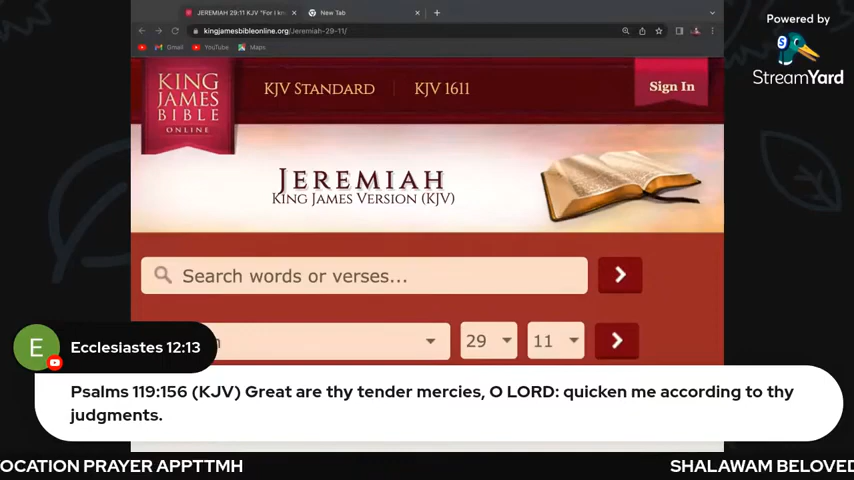 JEREMIAH 29:11 KJV "For I kno
New Tab
Powered by
StreamYard
kingjamesbibleonline.org/Jeremiah-29-11/
Gmail
YouTube
Maps
KING
JAMES
BIBLE
ONLINE
KJV STANDARD
KJV 1611
Sign In
JEREMIAH
KING JAMES VERSION (KJV)
Search words or verses...
29
11
E
Ecclesiastes 12:13
Psalms 119:156 (KJV) Great are thy tender mercies, O LORD: quicken me according to thy
judgments.
OCATION PRAYER APPTTMH
SHALAWAM BELOVED